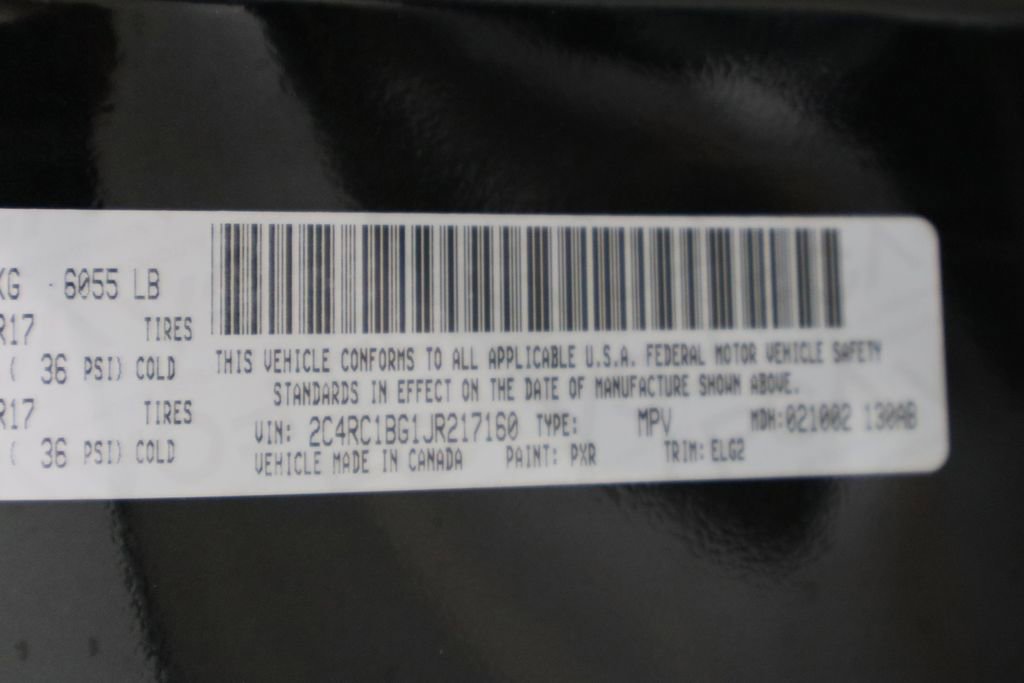 KG 6055 LB
R17 TIRES
( 36 PSI) COLD
R17 TIRES
( 36 PSI) COLD
THIS VEHICLE CONFORMS TO ALL APPLICABLE U.S.A. FEDERAL MOTOR VEHICLE SAFETY
STANDARDS IN EFFECT ON THE DATE OF MANUFACTURE SHOWN ABOVE.
VIN: 2C4RC1BG1JR217160 TYPE: MPV MDH:021002 130AB
VEHICLE MADE IN CANADA PAINT: PXR TRIM: ELG2